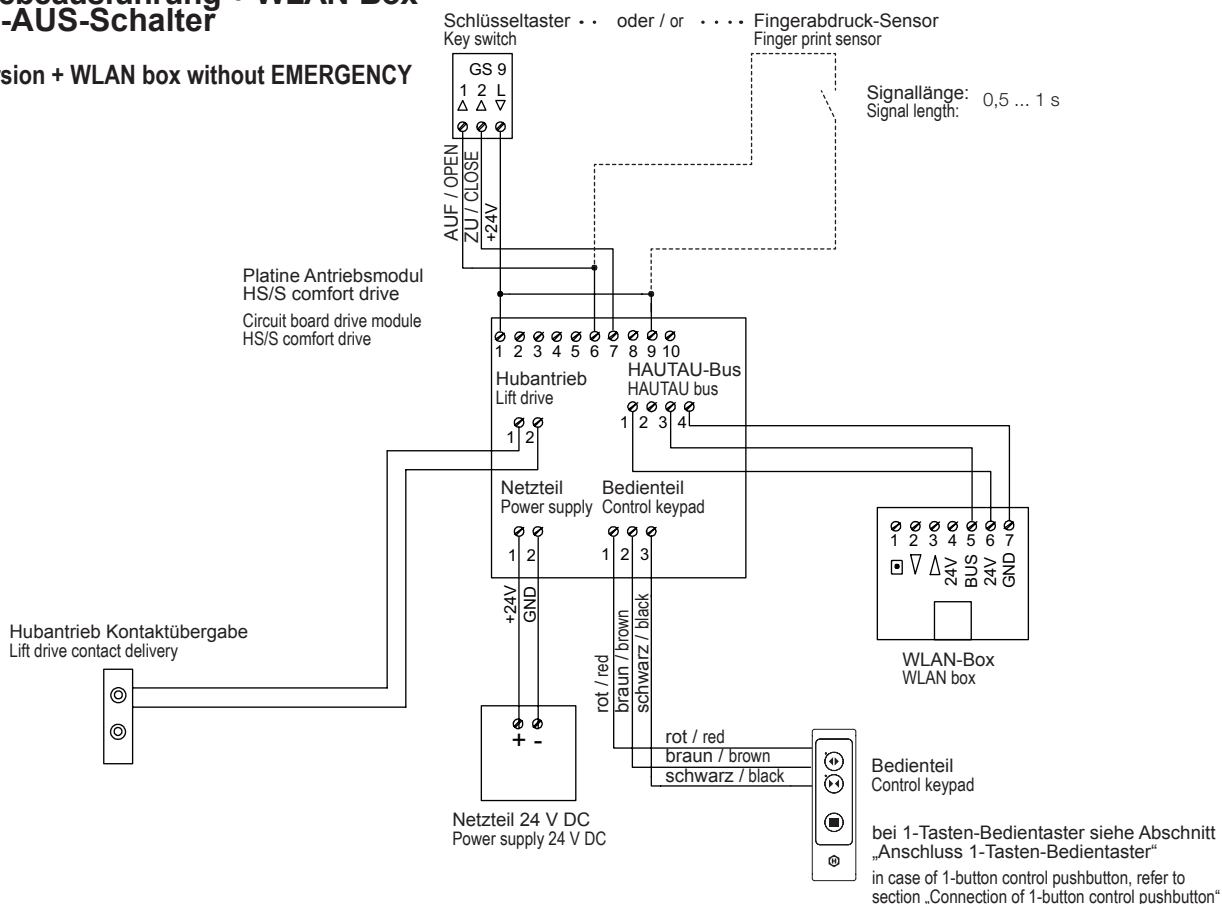 -AUS-Schalter
+ WLAN box without EMERGENCY
Schlüsseltaster · · oder / or · · · · Fingerabdruck-Sensor
Key switch
Finger print sensor
GS 9
1 2 L
Signallänge: 0,5 ... 1 s
Signal length:
AUF / OPEN
ZU / CLOSE
+24V
Platine Antriebsmodul
HS/S comfort drive
Circuit board drive module
HS/S comfort drive
1 2 3 4 5 6 7 8 9 10
Hubantrieb
Lift drive
HAUTAU-Bus
HAUTAU bus
1 2 3 4
1 2
Netzteil
Power supply
Bedienteil
Control keypad
1 2
1 2 3
+24V
GND
rot / red
braun / brown
schwarz / black
1 2 3 4 5 6 7
24V
BUS
24V
GND
WLAN-Box
WLAN box
Hubantrieb Kontaktübergabe
Lift drive contact delivery
+ -
Netzteil 24 V DC
Power supply 24 V DC
rot / red
braun / brown
schwarz / black
H
Bedienteil
Control keypad
bei 1-Tasten-Bedientaster siehe Abschnitt
„Anschluss 1-Tasten-Bedientaster“
in case of 1-button control pushbutton, refer to
section „Connection of 1-button control pushbutton“